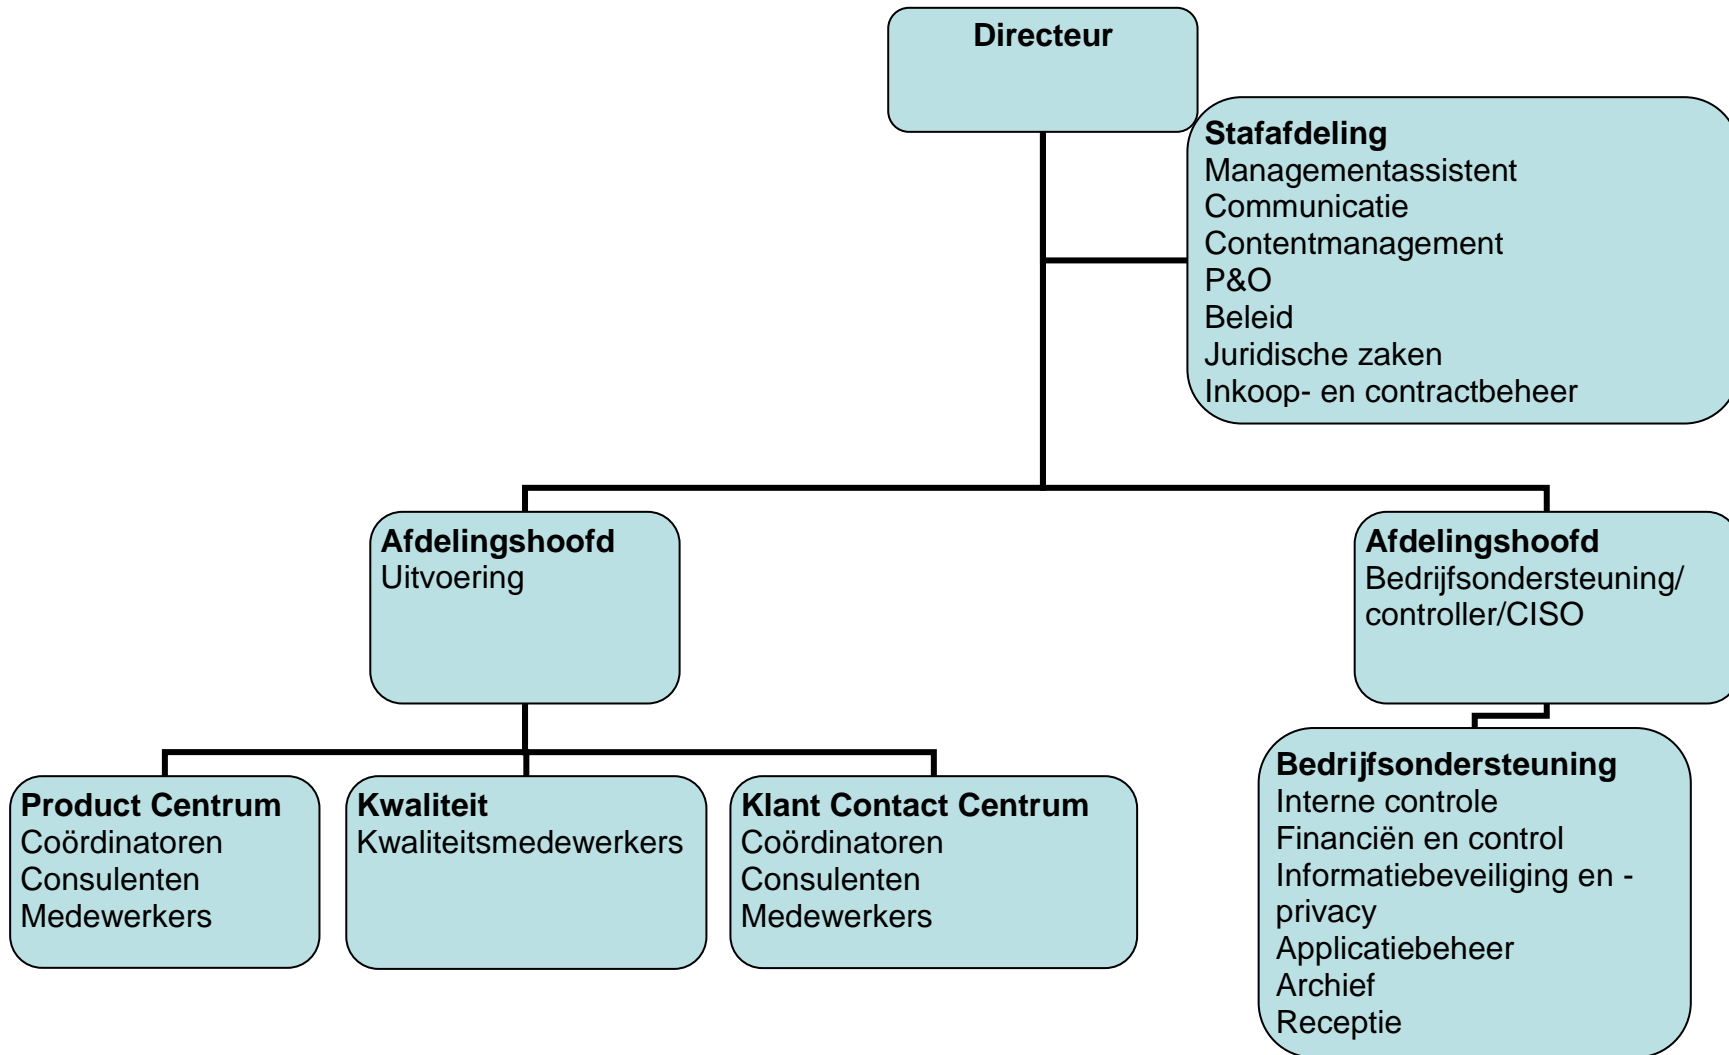 Directeur
Stafafdeling
Managementassistent
Communicatie
Contentmanagement
P&O
Beleid
Juridische zaken
Inkoop- en contractbeheer
Afdelingshoofd
Uitvoering
Afdelingshoofd
Bedrijfsondersteuning/
controller/CISO
Product Centrum
Coördinatoren
Consulenten
Medewerkers
Kwaliteit
Kwaliteitsmedewerkers
Klant Contact Centrum
Coördinatoren
Consulenten
Medewerkers
Bedrijfsondersteuning
Interne controle
Financiën en control
Informatiebeveiliging en -
privacy
Applicatiebeheer
Archief
Receptie